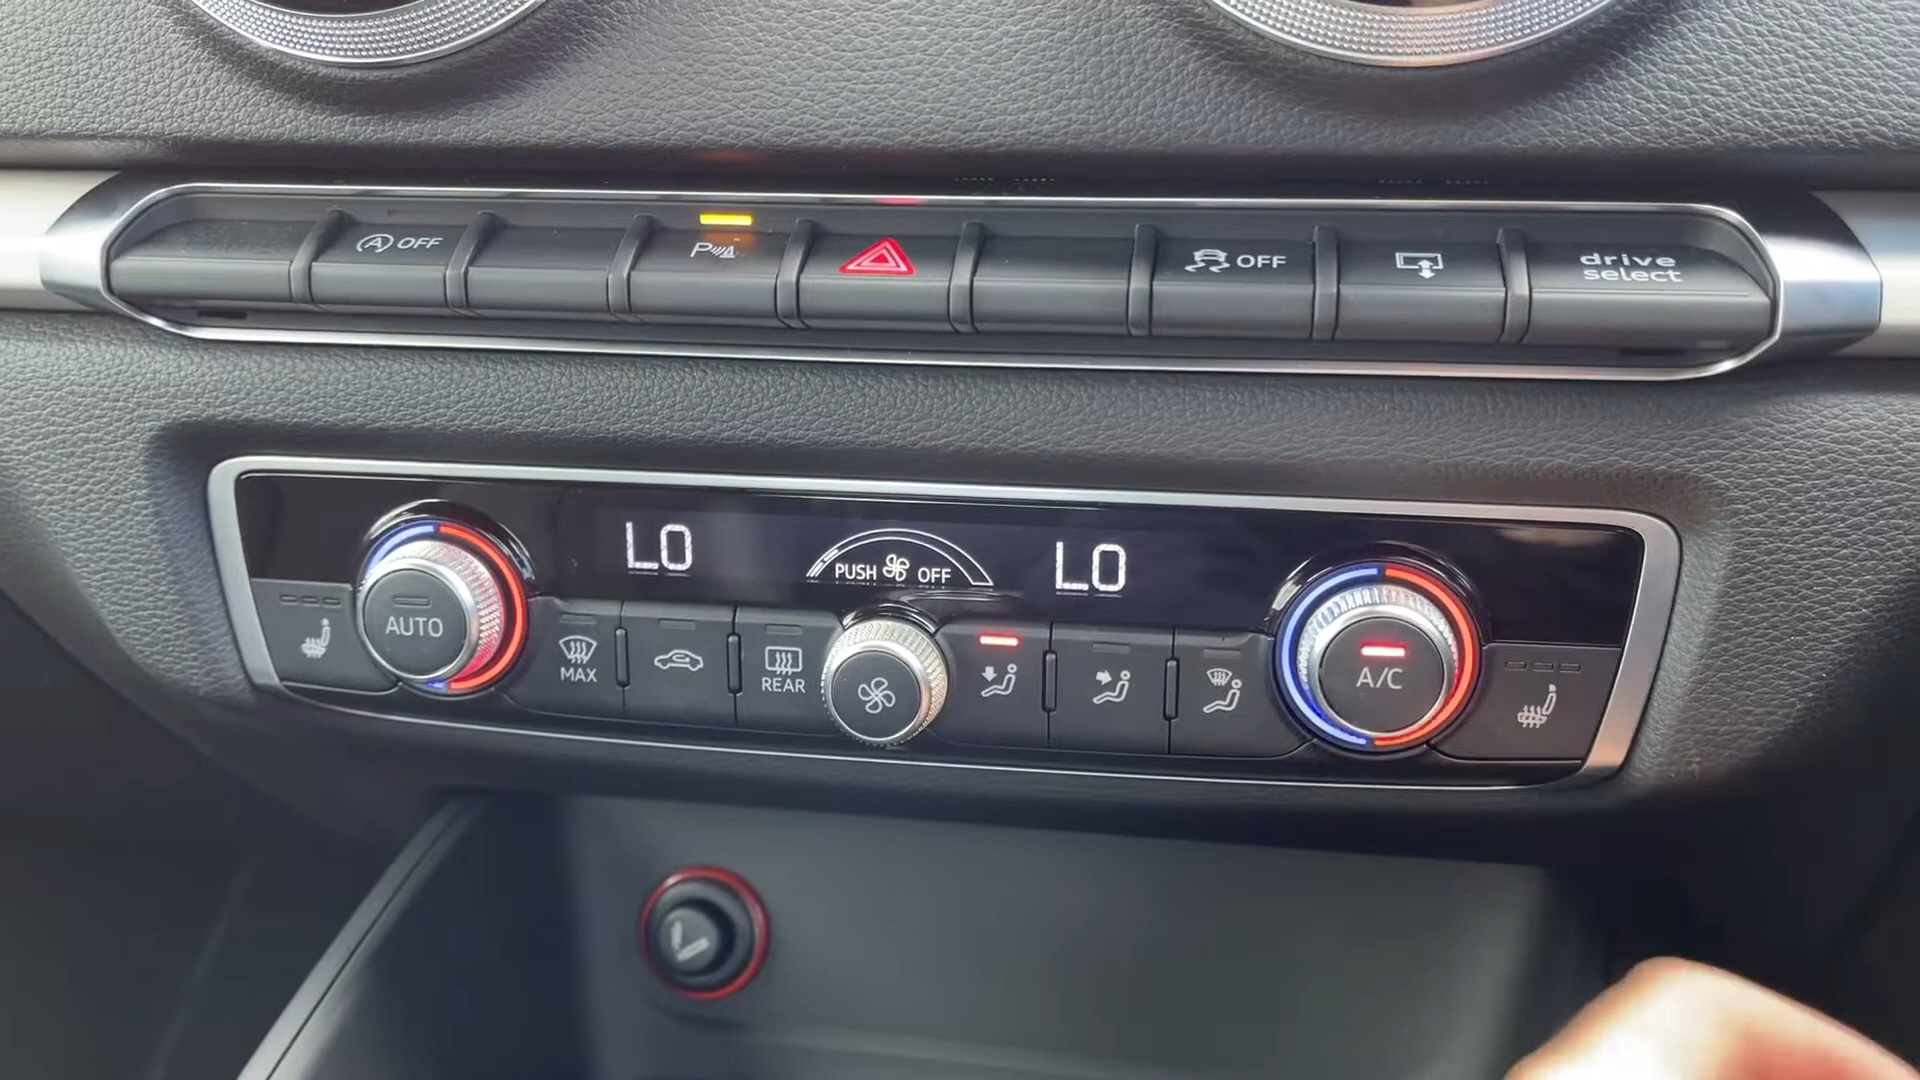 A OFF
P
OFF
drive
select
LO
PUSH OFF
LO
AUTO
MAX
REAR
A/C